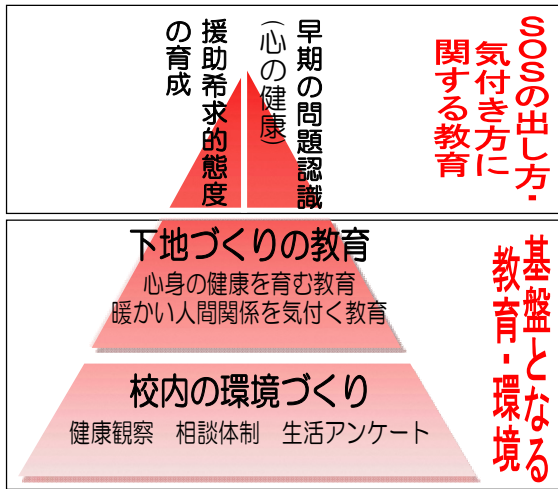 SOSの出し方・
気付き方に
関する教育
早期の問題認識
(心の健康)
援助希求的態度
の育成
基盤となる
教育・環境
下地づくりの教育
心身の健康を育む教育
暖かい人間関係を気付く教育
校内の環境づくり
健康観察　相談体制　生活アンケート